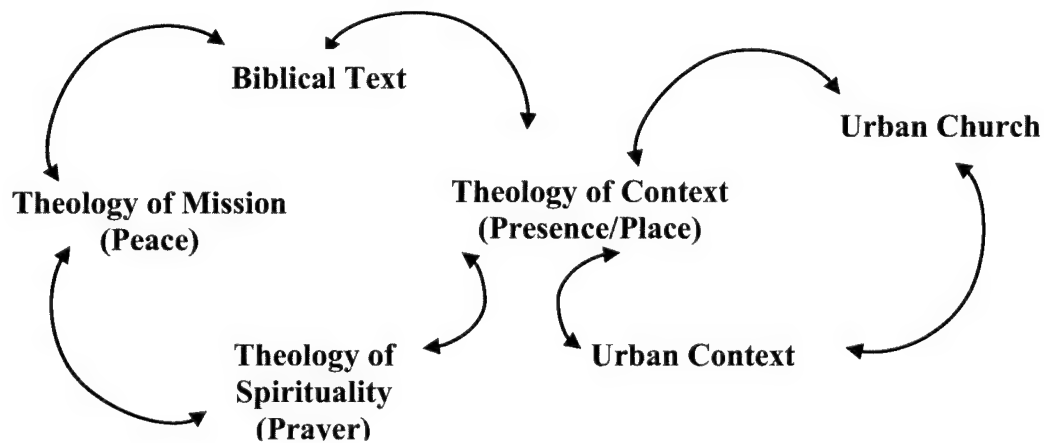 Biblical Text
Urban Church
Theology of Mission
(Peace)
Theology of Context
(Presence/Place)
Theology of
Spirituality
(Prayer)
Urban Context